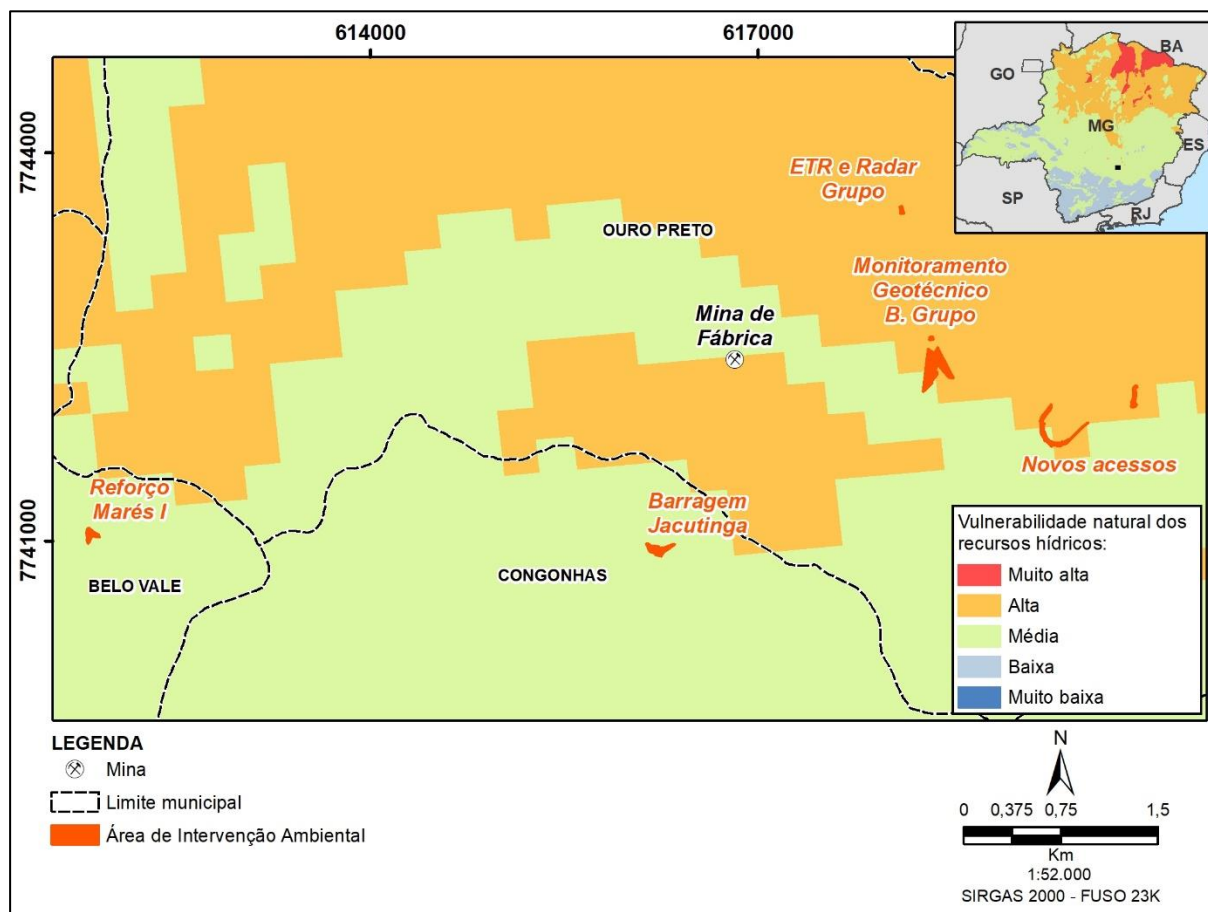 614000
617000
7744000
7741000
BA
GO
MG
ES
SP
RJ
ETR e Radar
Grupo
OURO PRETO
Monitoramento
Geotécnico
B. Grupo
Mina de
Fábrica
Novos acessos
Reforço
Marés I
Barragem
Jacutinga
BELO VALE
CONGONHAS
Vulnerabilidade natural dos
recursos hídricos:
Muito alta
Alta
Média
Baixa
Muito baixa
LEGENDA
Mina
Limite municipal
Área de Intervenção Ambiental
N
0 0,375 0,75 1,5
Km
1:52.000
SIRGAS 2000 - FUSO 23K